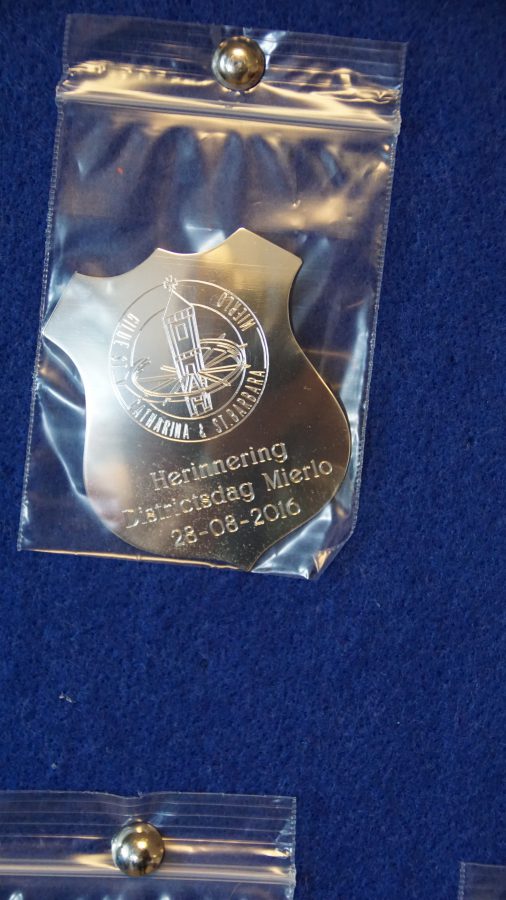 GILDE ST. CATHARINA & ST. BARBARA MIERLO
Herinnering
Districtsdag Mierlo
28-08-2016